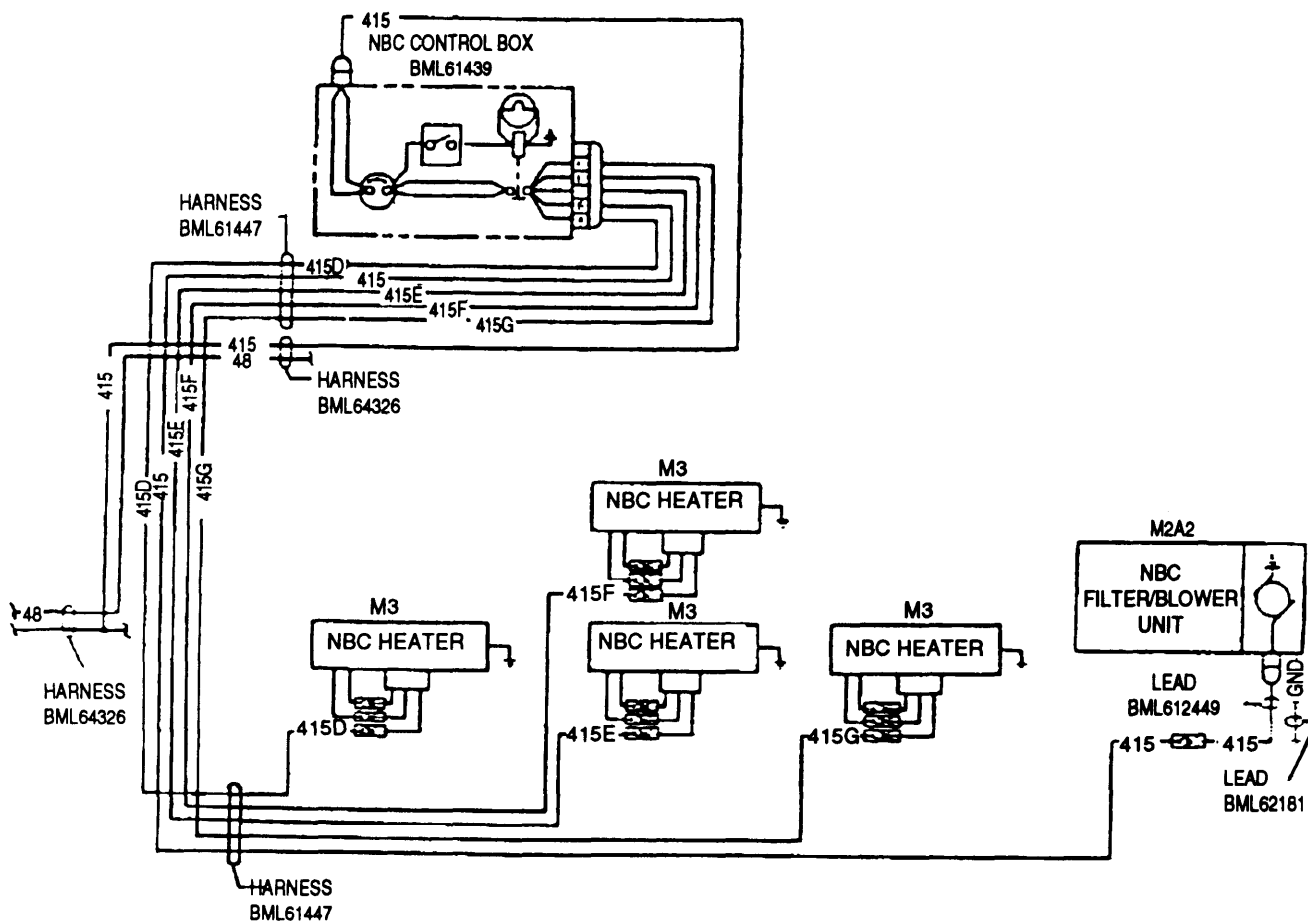 415
NBC CONTROL BOX
BML61439
HARNESS
BML61447
415D
415
415E
415F
415G
415
48
HARNESS
BML64326
415
415F
415E
415G
415
415D
48
HARNESS
BML64326
M3
NBC HEATER
415F
M3
NBC HEATER
415D
M3
NBC HEATER
415E
M3
NBC HEATER
415G
M2A2
NBC
FILTER/BLOWER
UNIT
LEAD
BML612449
GND
415
415
LEAD
BML62181
HARNESS
BML61447